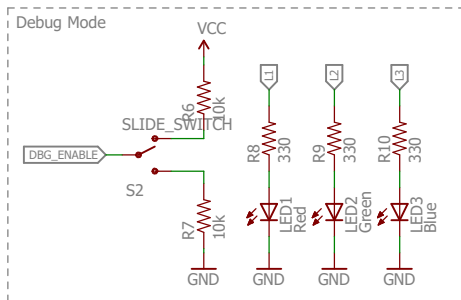 Debug Mode
VCC
R6
10k
SLIDE_SWITCH
DBG_ENABLE
S2
R7
10k
GND
L1
R8
330
LED1
Red
GND
L2
R9
330
LED2
Green
GND
L3
R10
330
LED3
Blue
GND